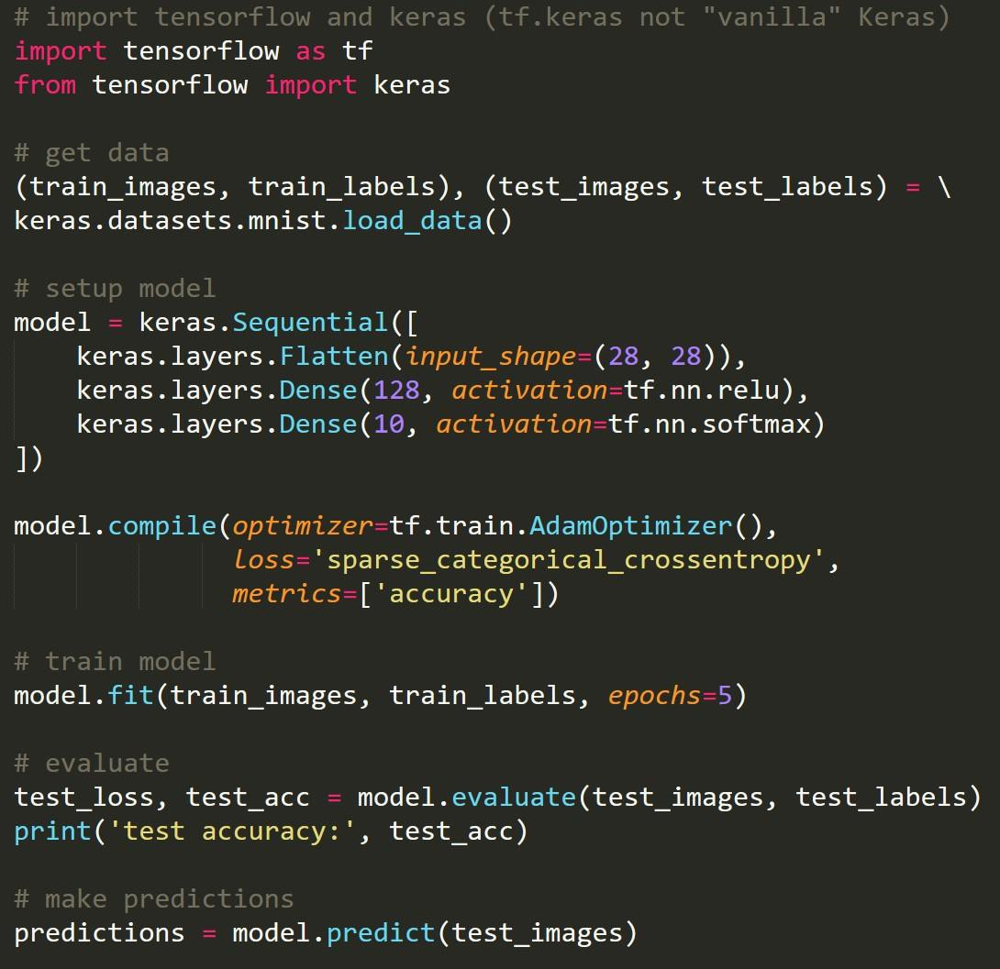 # import tensorflow and keras (tf.keras not "vanilla" Keras)
import tensorflow as tf
from tensorflow import keras

# get data
(train_images, train_labels), (test_images, test_labels) = \
keras.datasets.mnist.load_data()

# setup model
model = keras.Sequential([
    keras.layers.Flatten(input_shape=(28, 28)),
    keras.layers.Dense(128, activation=tf.nn.relu),
    keras.layers.Dense(10, activation=tf.nn.softmax)
])

model.compile(optimizer=tf.train.AdamOptimizer(),
              loss='sparse_categorical_crossentropy',
              metrics=['accuracy'])

# train model
model.fit(train_images, train_labels, epochs=5)

# evaluate
test_loss, test_acc = model.evaluate(test_images, test_labels)
print('test accuracy:', test_acc)

# make predictions
predictions = model.predict(test_images)